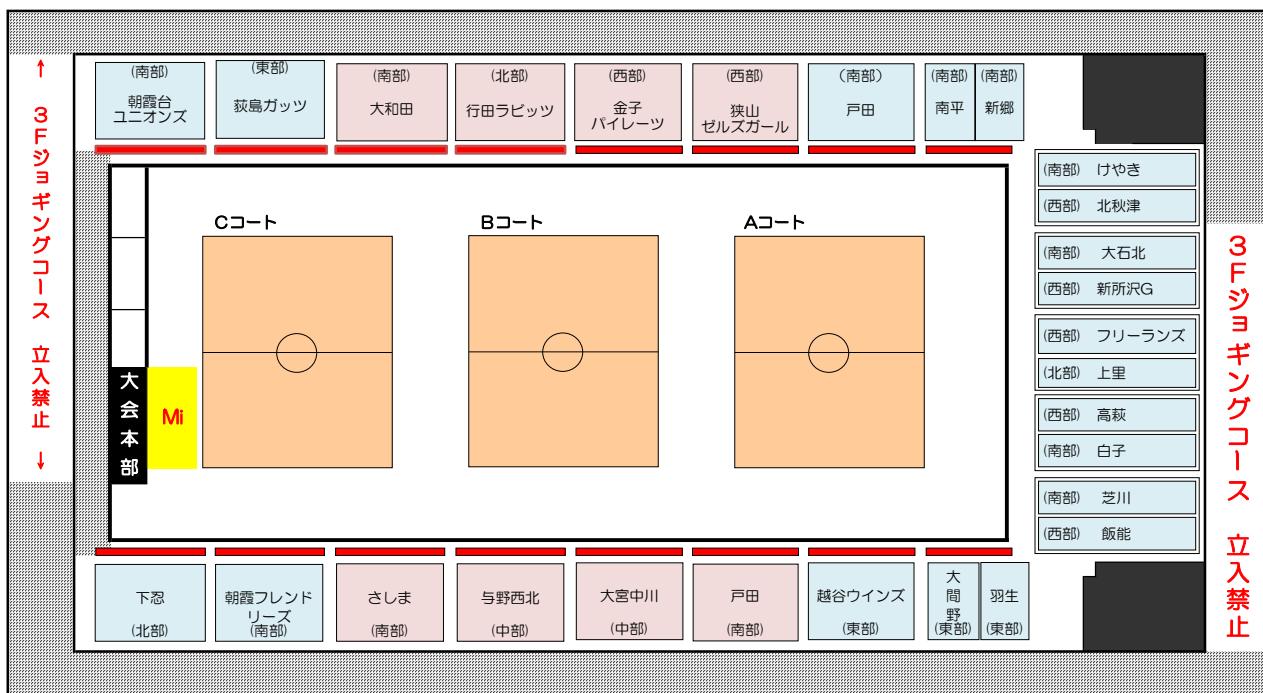 ↑ 3Fジョギングコース 立入禁止 ↓
(南部)
朝霞台
ユニオンズ
(東部)
荻島ガッツ
(南部)
大和田
(北部)
行田ラビッツ
(西部)
金子
パイレーツ
(西部)
狭山
ゼルズガール
(南部)
戸田
(南部)
南平
(南部)
新郷
(南部) けやき
(西部) 北秋津
(南部) 大石北
(西部) 新所沢G
(西部) フリーランズ
(北部) 上里
(西部) 高萩
(南部) 白子
(南部) 芝川
(西部) 飯能
3Fジョギングコース 立入禁止
Cコート
Bコート
Aコート
大会本部
Mi
下忍
(北部)
朝霞フレンド
リーズ
(南部)
さしま
(南部)
与野西北
(中部)
大宮中川
(中部)
戸田
(南部)
越谷ウインズ
(東部)
大間野
(東部)
羽生
(東部)